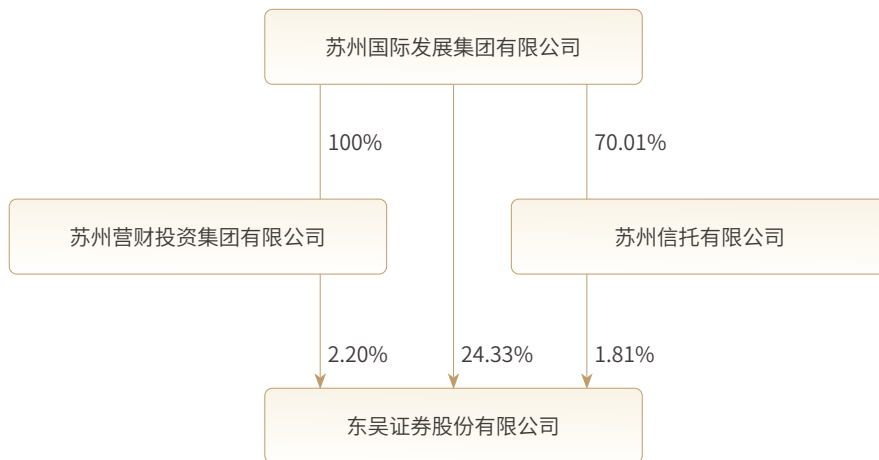 苏州国际发展集团有限公司
100%
70.01%
苏州营财投资集团有限公司
苏州信托有限公司
2.20%
24.33%
1.81%
东吴证券股份有限公司